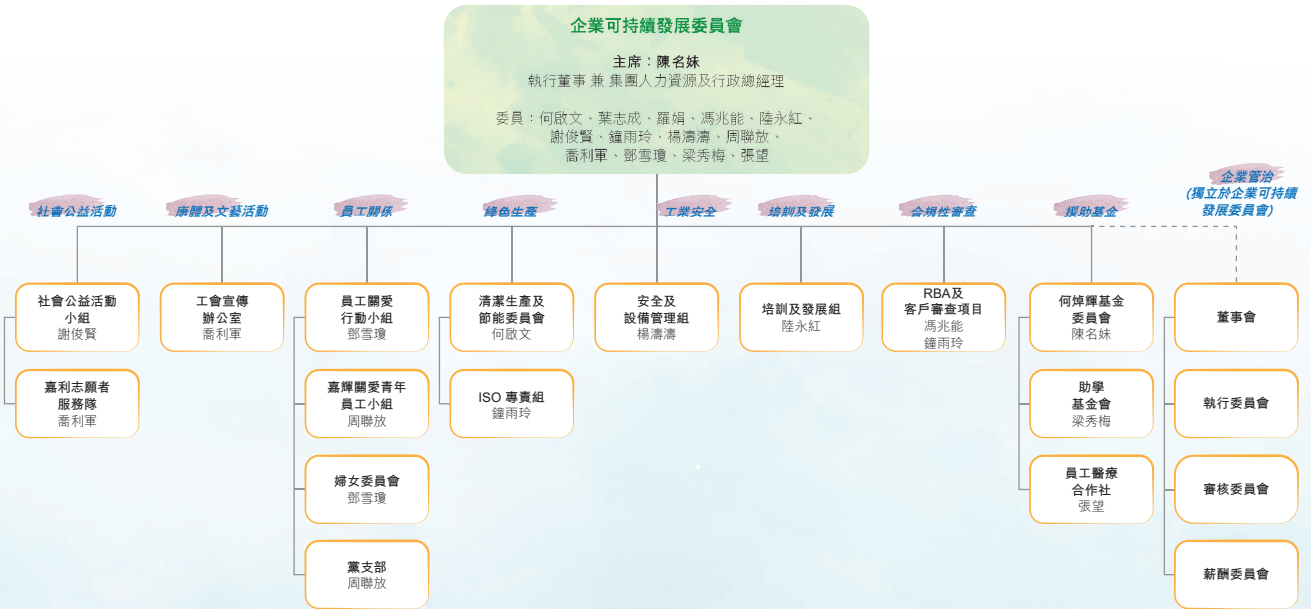 企業可持續發展委員會
主席：陳名妹
執行董事 兼 集團人力資源及行政總經理
委員：何啟文、葉志成、羅娟、馮兆能、陸永紅、
謝俊賢、鐘雨玲、楊濤濤、周聯放、
喬利軍、鄧雪瓊、梁秀梅、張望
社會公益活動
康體及文藝活動
員工關係
綠色生產
工業安全
培訓及發展
合規性審查
援助基金
企業管治
(獨立於企業可持續
發展委員會)
社會公益活動
小組
謝俊賢
嘉利志願者
服務隊
喬利軍
工會宣傳
辦公室
喬利軍
員工關愛
行動小組
鄧雪瓊
嘉輝關愛青年
員工小組
周聯放
婦女委員會
鄧雪瓊
黨支部
周聯放
清潔生產及
節能委員會
何啟文
ISO 專責組
鐘雨玲
安全及
設備管理組
楊濤濤
培訓及發展組
陸永紅
RBA及
客戶審查項目
馮兆能
鐘雨玲
何焯輝基金
委員會
陳名妹
助學
基金會
梁秀梅
員工醫療
合作社
張望
董事會
執行委員會
審核委員會
薪酬委員會